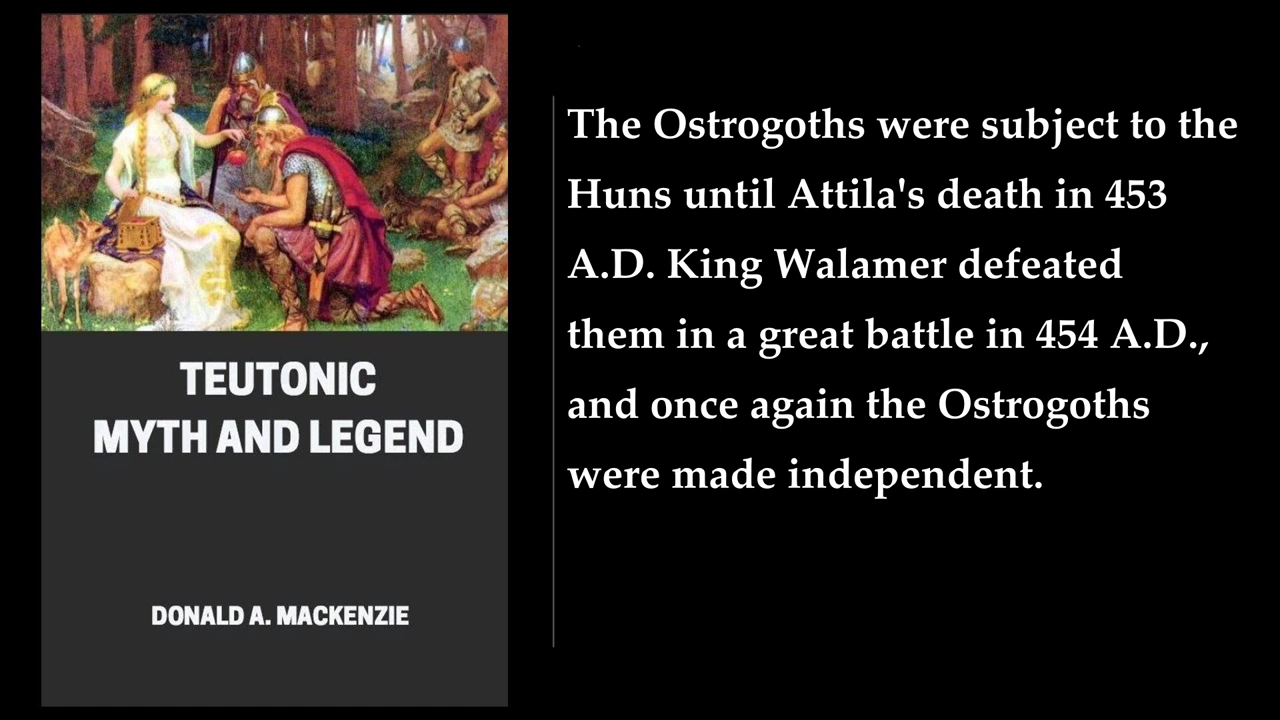 TEUTONIC
MYTH AND LEGEND
DONALD A. MACKENZIE
The Ostrogoths were subject to the
Huns until Attila's death in 453
A.D. King Walamer defeated
them in a great battle in 454 A.D.,
and once again the Ostrogoths
were made independent.